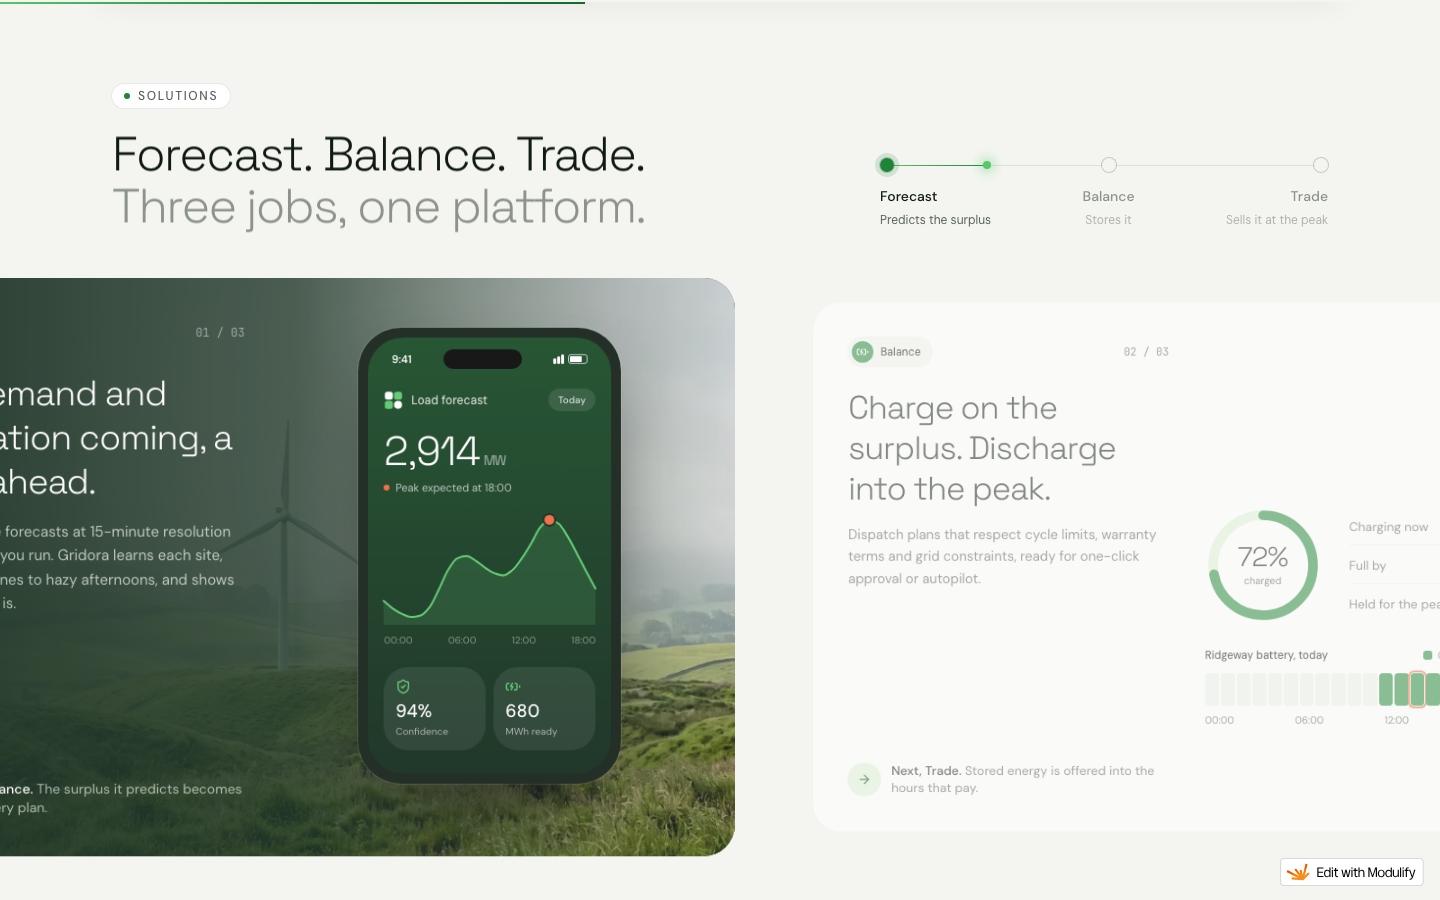 SOLUTIONS
Forecast. Balance. Trade.
Three jobs, one platform.
Forecast
Predicts the surplus
Balance
Stores it
Trade
Sells it at the peak
01 / 03
emand and
ation coming, a
ahead.
forecasts at 15-minute resolution
you run. Gridora learns each site,
nes to hazy afternoons, and shows
is.
ance. The surplus it predicts becomes
ry plan.
9:41
Load forecast
Today
2,914 MW
Peak expected at 18:00
00:00 06:00 12:00 18:00
94%
Confidence
680
MWh ready
Balance
02 / 03
Charge on the
surplus. Discharge
into the peak.
Dispatch plans that respect cycle limits, warranty
terms and grid constraints, ready for one-click
approval or autopilot.
72%
charged
Charging now
Full by
Held for the pea
Ridgeway battery, today
00:00 06:00 12:00
Next, Trade. Stored energy is offered into the
hours that pay.
Edit with Modulify